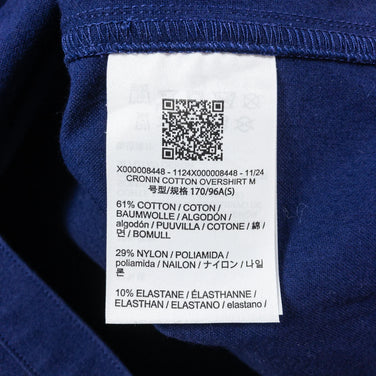 X000008448 - 1124X000008448 - 11/24
CRONIN COTTON OVERSHIRT M
号型/规格 170/96A(S)
61% COTTON / COTON /
BAUMWOLLE / ALGODÓN /
algodón / PUUVILLA / COTONE / 綿 /
면 / BOMULL
29% NYLON / POLIAMIDA /
poliamida / NAILON / ナイロン / 나일
론
10% ELASTANE / ÉLASTHANNE /
ELASTHAN / ELASTANO / elastano /